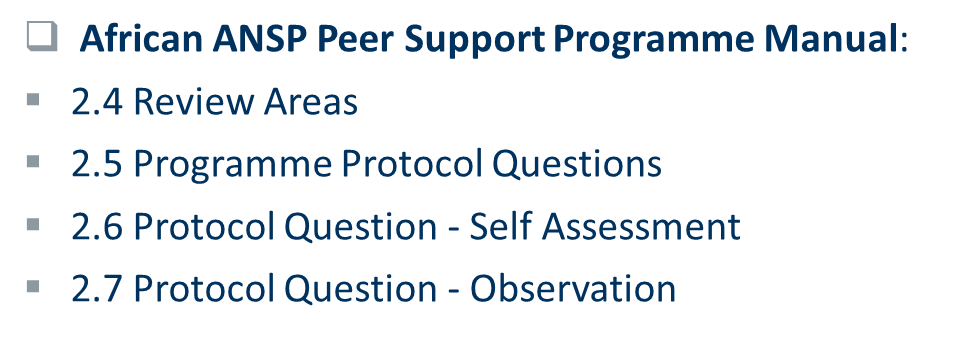 African ANSP Peer Support Programme Manual:
2.4 Review Areas
2.5 Programme Protocol Questions
2.6 Protocol Question - Self Assessment
2.7 Protocol Question - Observation